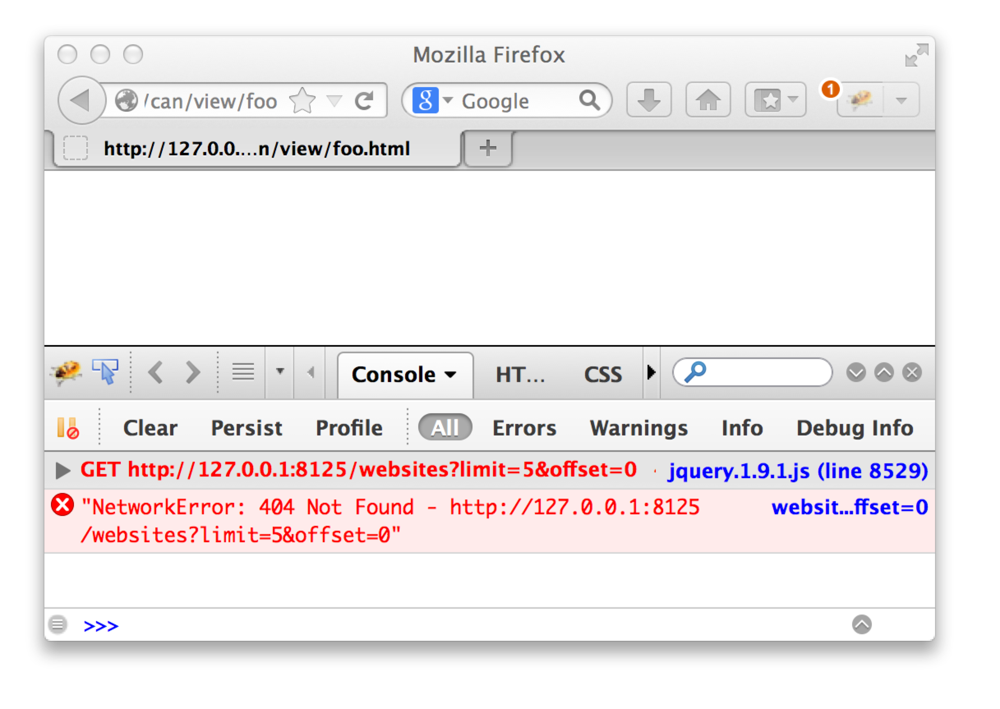 Mozilla Firefox
/can/view/foo
g Google
1
http://127.0.0.…n/view/foo.html
+
Console HT… CSS
Clear Persist Profile All Errors Warnings Info Debug Info
GET http://127.0.0.1:8125/websites?limit=5&offset=0 jquery.1.9.1.js (line 8529)
"NetworkError: 404 Not Found - http://127.0.0.1:8125 websit…ffset=0
/websites?limit=5&offset=0"
>>>